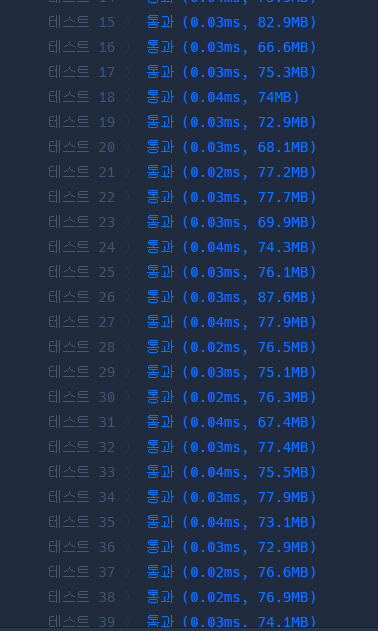 테스트 15 〉 통과 (0.03ms, 82.9MB)
테스트 16 〉 통과 (0.03ms, 66.6MB)
테스트 17 〉 통과 (0.03ms, 75.3MB)
테스트 18 〉 통과 (0.04ms, 74MB)
테스트 19 〉 통과 (0.03ms, 72.9MB)
테스트 20 〉 통과 (0.03ms, 68.1MB)
테스트 21 〉 통과 (0.02ms, 77.2MB)
테스트 22 〉 통과 (0.03ms, 77.7MB)
테스트 23 〉 통과 (0.03ms, 69.9MB)
테스트 24 〉 통과 (0.04ms, 74.3MB)
테스트 25 〉 통과 (0.03ms, 76.1MB)
테스트 26 〉 통과 (0.03ms, 87.6MB)
테스트 27 〉 통과 (0.04ms, 77.9MB)
테스트 28 〉 통과 (0.02ms, 76.5MB)
테스트 29 〉 통과 (0.03ms, 75.1MB)
테스트 30 〉 통과 (0.02ms, 76.3MB)
테스트 31 〉 통과 (0.04ms, 67.4MB)
테스트 32 〉 통과 (0.03ms, 77.4MB)
테스트 33 〉 통과 (0.04ms, 75.5MB)
테스트 34 〉 통과 (0.03ms, 77.9MB)
테스트 35 〉 통과 (0.04ms, 73.1MB)
테스트 36 〉 통과 (0.03ms, 72.9MB)
테스트 37 〉 통과 (0.02ms, 76.6MB)
테스트 38 〉 통과 (0.02ms, 76.9MB)
테스트 39 〉 통과 (0.03ms, 74.1MB)